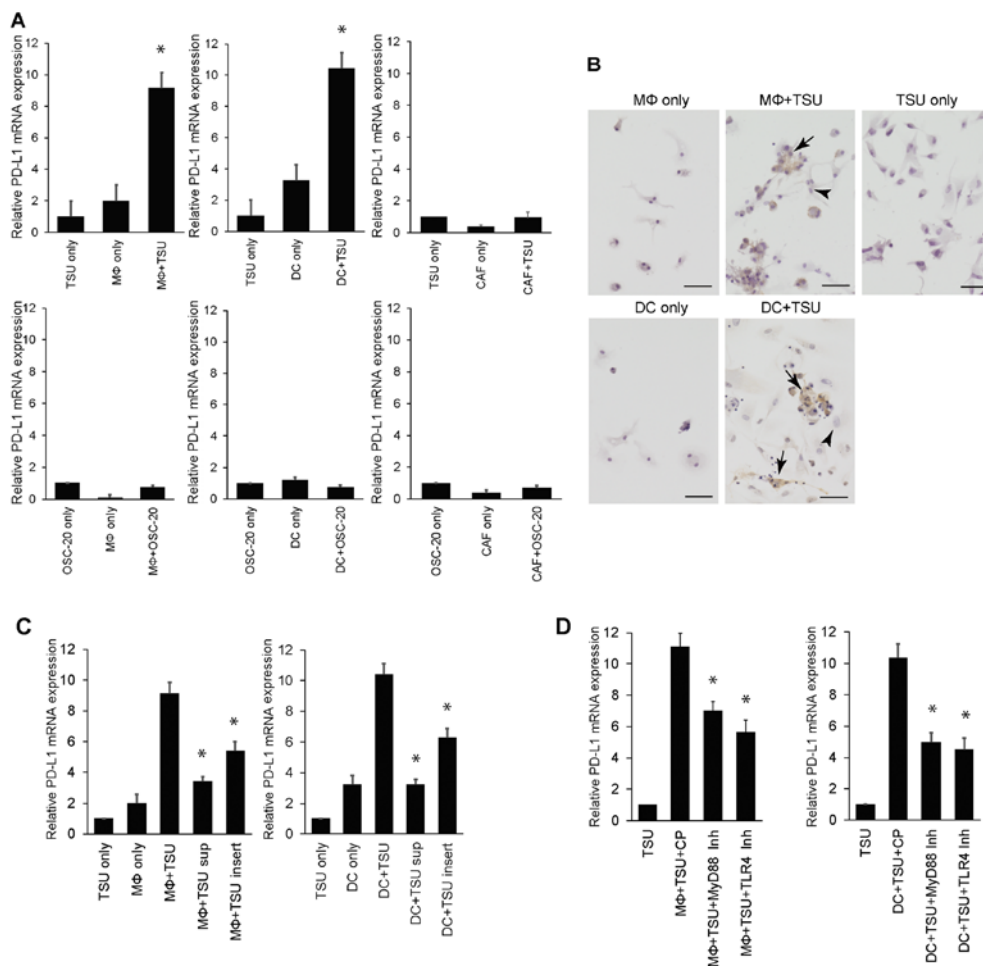 A
Relative PD-L1 mRNA expression
12
10
8
6
4
2
0
*
TSU only
MΦ only
MΦ+TSU
Relative PD-L1 mRNA expression
12
10
8
6
4
2
0
*
TSU only
DC only
DC+TSU
Relative PD-L1 mRNA expression
12
10
8
6
4
2
0
TSU only
CAF only
CAF+TSU
Relative PD-L1 mRNA expression
12
10
8
6
4
2
0
OSC-20 only
MΦ only
MΦ+OSC-20
Relative PD-L1 mRNA expression
12
10
8
6
4
2
0
OSC-20 only
DC only
DC+OSC-20
Relative PD-L1 mRNA expression
12
10
8
6
4
2
0
OSC-20 only
CAF only
CAF+OSC-20
B
MΦ only
MΦ+TSU
TSU only
DC only
DC+TSU
C
Relative PD-L1 mRNA expression
12
10
8
6
4
2
0
*
*
TSU only
MΦ only
MΦ+TSU
MΦ+TSU sup
MΦ+TSU insert
Relative PD-L1 mRNA expression
12
10
8
6
4
2
0
*
*
TSU only
DC only
DC+TSU
DC+TSU sup
DC+TSU insert
D
Relative PD-L1 mRNA expression
12
10
8
6
4
2
0
*
*
TSU
MΦ+TSU+CP
MΦ+TSU+MyD88 Inh
MΦ+TSU+TLR4 Inh
Relative PD-L1 mRNA expression
12
10
8
6
4
2
0
*
*
TSU
DC+TSU+CP
DC+TSU+MyD88 Inh
DC+TSU+TLR4 Inh